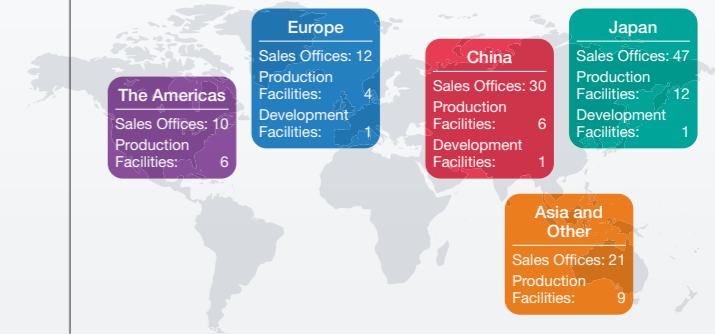 The Americas
Sales Offices: 10
Production
Facilities: 6
Europe
Sales Offices: 12
Production
Facilities: 4
Development
Facilities: 1
China
Sales Offices: 30
Production
Facilities: 6
Development
Facilities: 1
Japan
Sales Offices: 47
Production
Facilities: 12
Development
Facilities: 1
Asia and
Other
Sales Offices: 21
Production
Facilities: 9